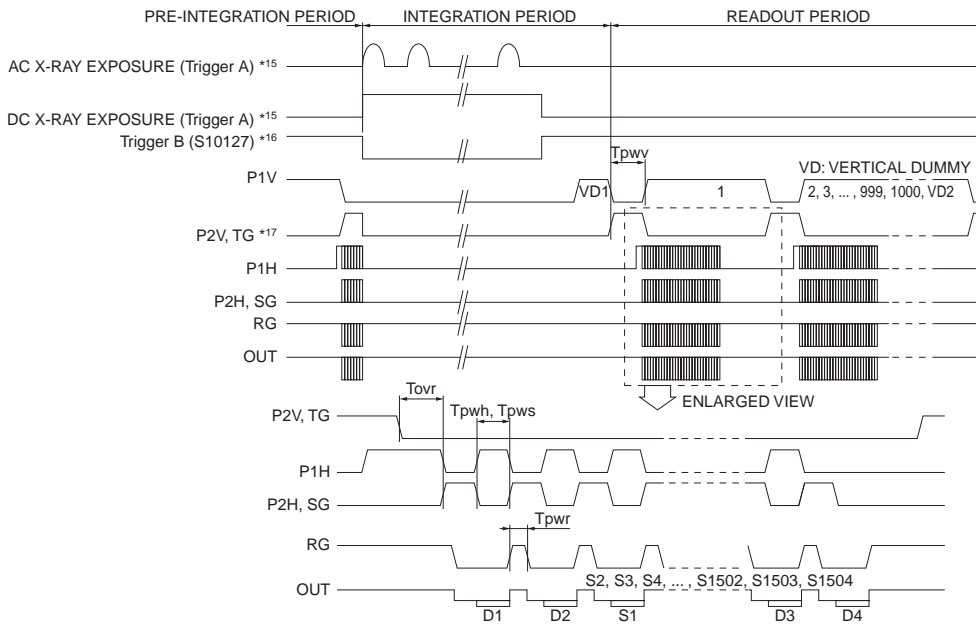 PRE-INTEGRATION PERIOD INTEGRATION PERIOD READOUT PERIOD
AC X-RAY EXPOSURE (Trigger A) *15
DC X-RAY EXPOSURE (Trigger A) *15
Trigger B (S10127) *16
Tpwv
VD: VERTICAL DUMMY
P1V
VD1 1 2, 3, ... , 999, 1000, VD2
P2V, TG *17
P1H
P2H, SG
RG
OUT
ENLARGED VIEW
Tovr
Tpwh, Tpws
P2V, TG
P1H
P2H, SG
Tpwr
RG
S2, S3, S4, ... , S1502, S1503, S1504
OUT
D1 D2 S1 D3 D4